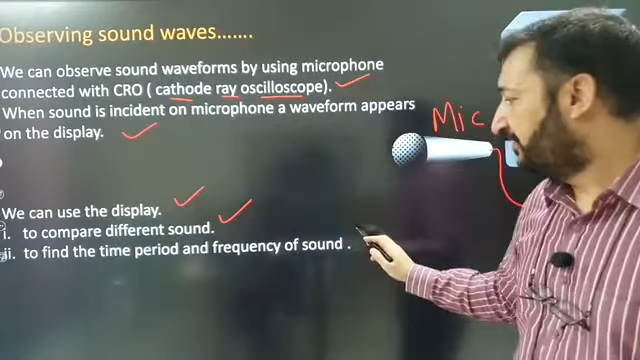 Observing sound waves.......
We can observe sound waveforms by using microphone
connected with CRO ( cathode ray oscilloscope).
When sound is incident on microphone a waveform appears
on the display.
Mic
We can use the display.
i. to compare different sound.
ii. to find the time period and frequency of sound .